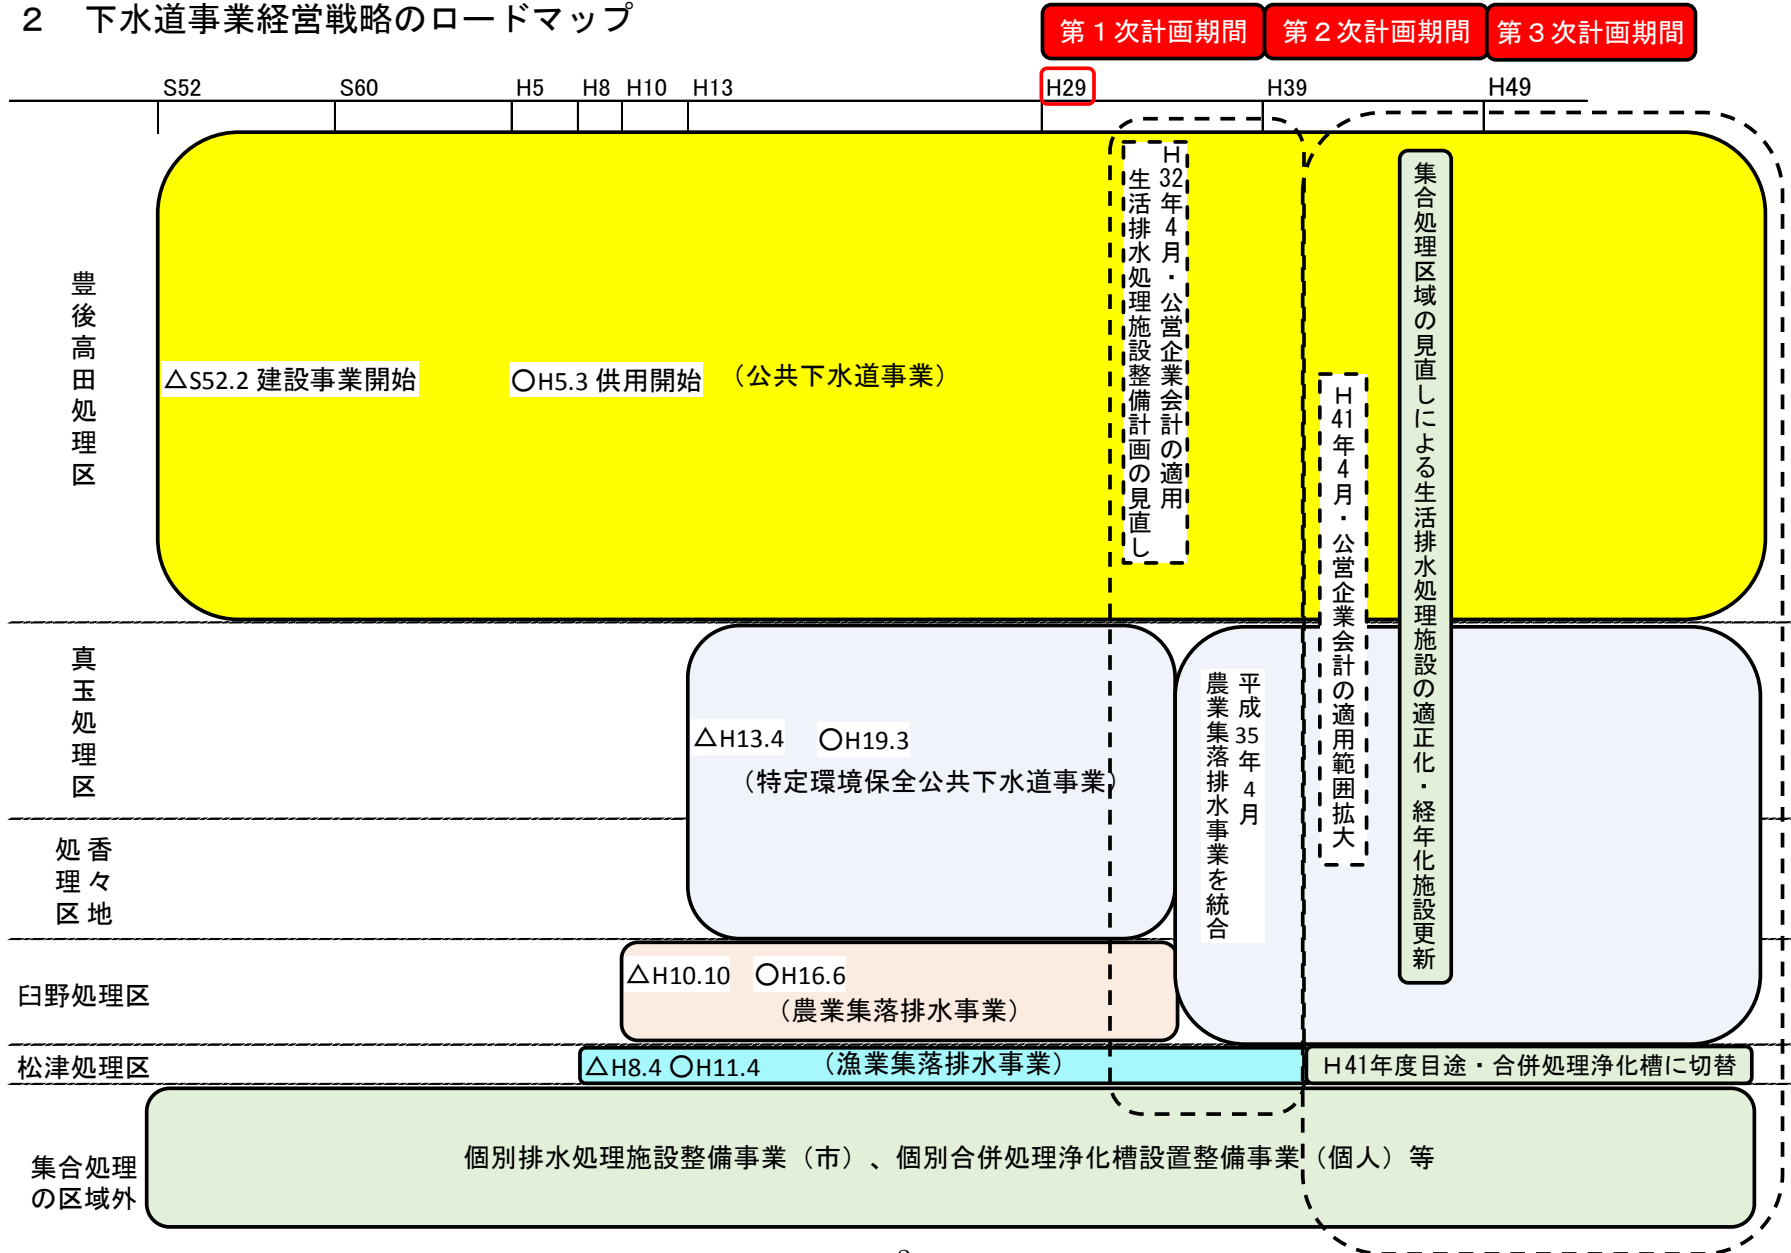 ２　下水道事業経営戦略のロードマップ
第１次計画期間
第２次計画期間
第３次計画期間
S52
S60
H5
H8
H10
H13
H29
H39
H49
豊後高田処理区
△S52.2 建設事業開始
○H5.3 供用開始
（公共下水道事業）
H32年4月・公営企業会計の適用
生活排水処理施設整備計画の見直し
H41年4月・公営企業会計の適用範囲拡大
集合処理区域の見直しによる生活排水処理施設の適正化・経年化施設更新
真玉処理区
△H13.4
○H19.3
（特定環境保全公共下水道事業）
平成35年4月
農業集落排水事業を統合
香々地
処理区
臼野処理区
△H10.10
○H16.6
（農業集落排水事業）
松津処理区
△H8.4 ○H11.4
（漁業集落排水事業）
H41年度目途・合併処理浄化槽に切替
集合処理
の区域外
個別排水処理施設整備事業（市）、個別合併処理浄化槽設置整備事業（個人）等